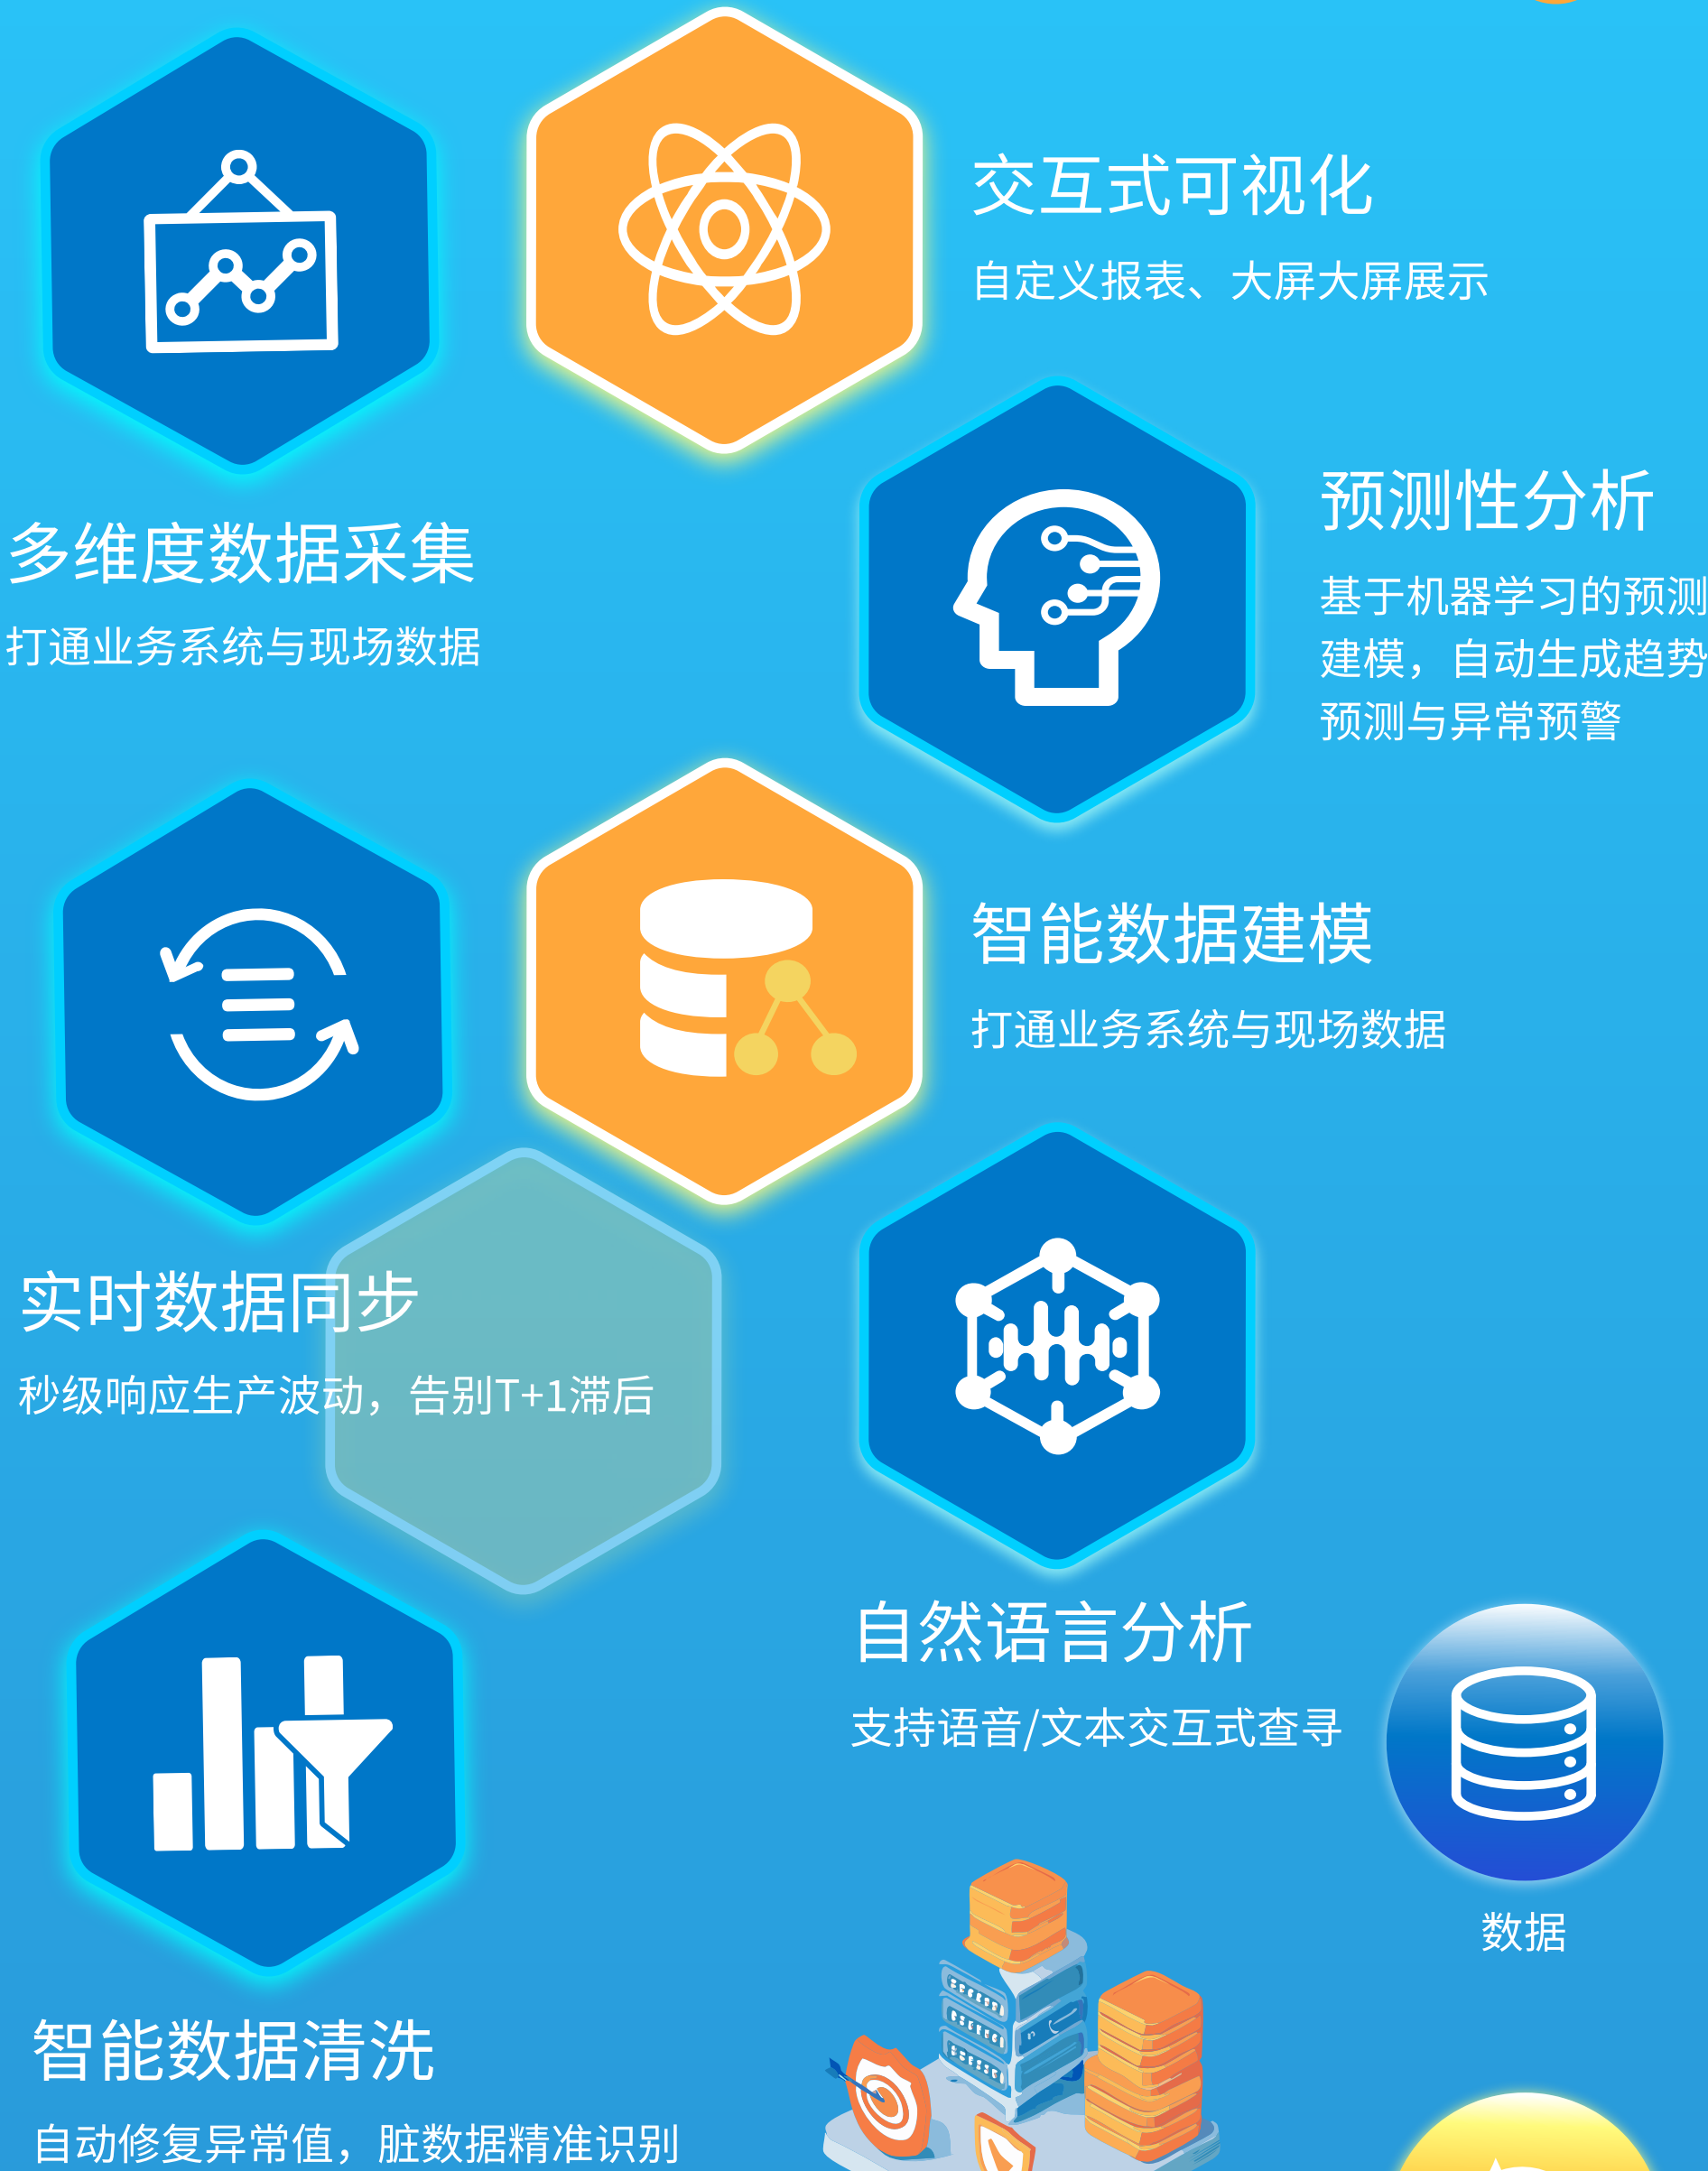 交互式可视化
自定义报表、大屏大屏展示
预测性分析
基于机器学习的预测
建模，自动生成趋势
预测与异常预警
多维度数据采集
打通业务系统与现场数据
智能数据建模
打通业务系统与现场数据
实时数据同步
秒级响应生产波动，告别T+1滞后
自然语言分析
支持语音/文本交互式查寻
数据
智能数据清洗
自动修复异常值，脏数据精准识别